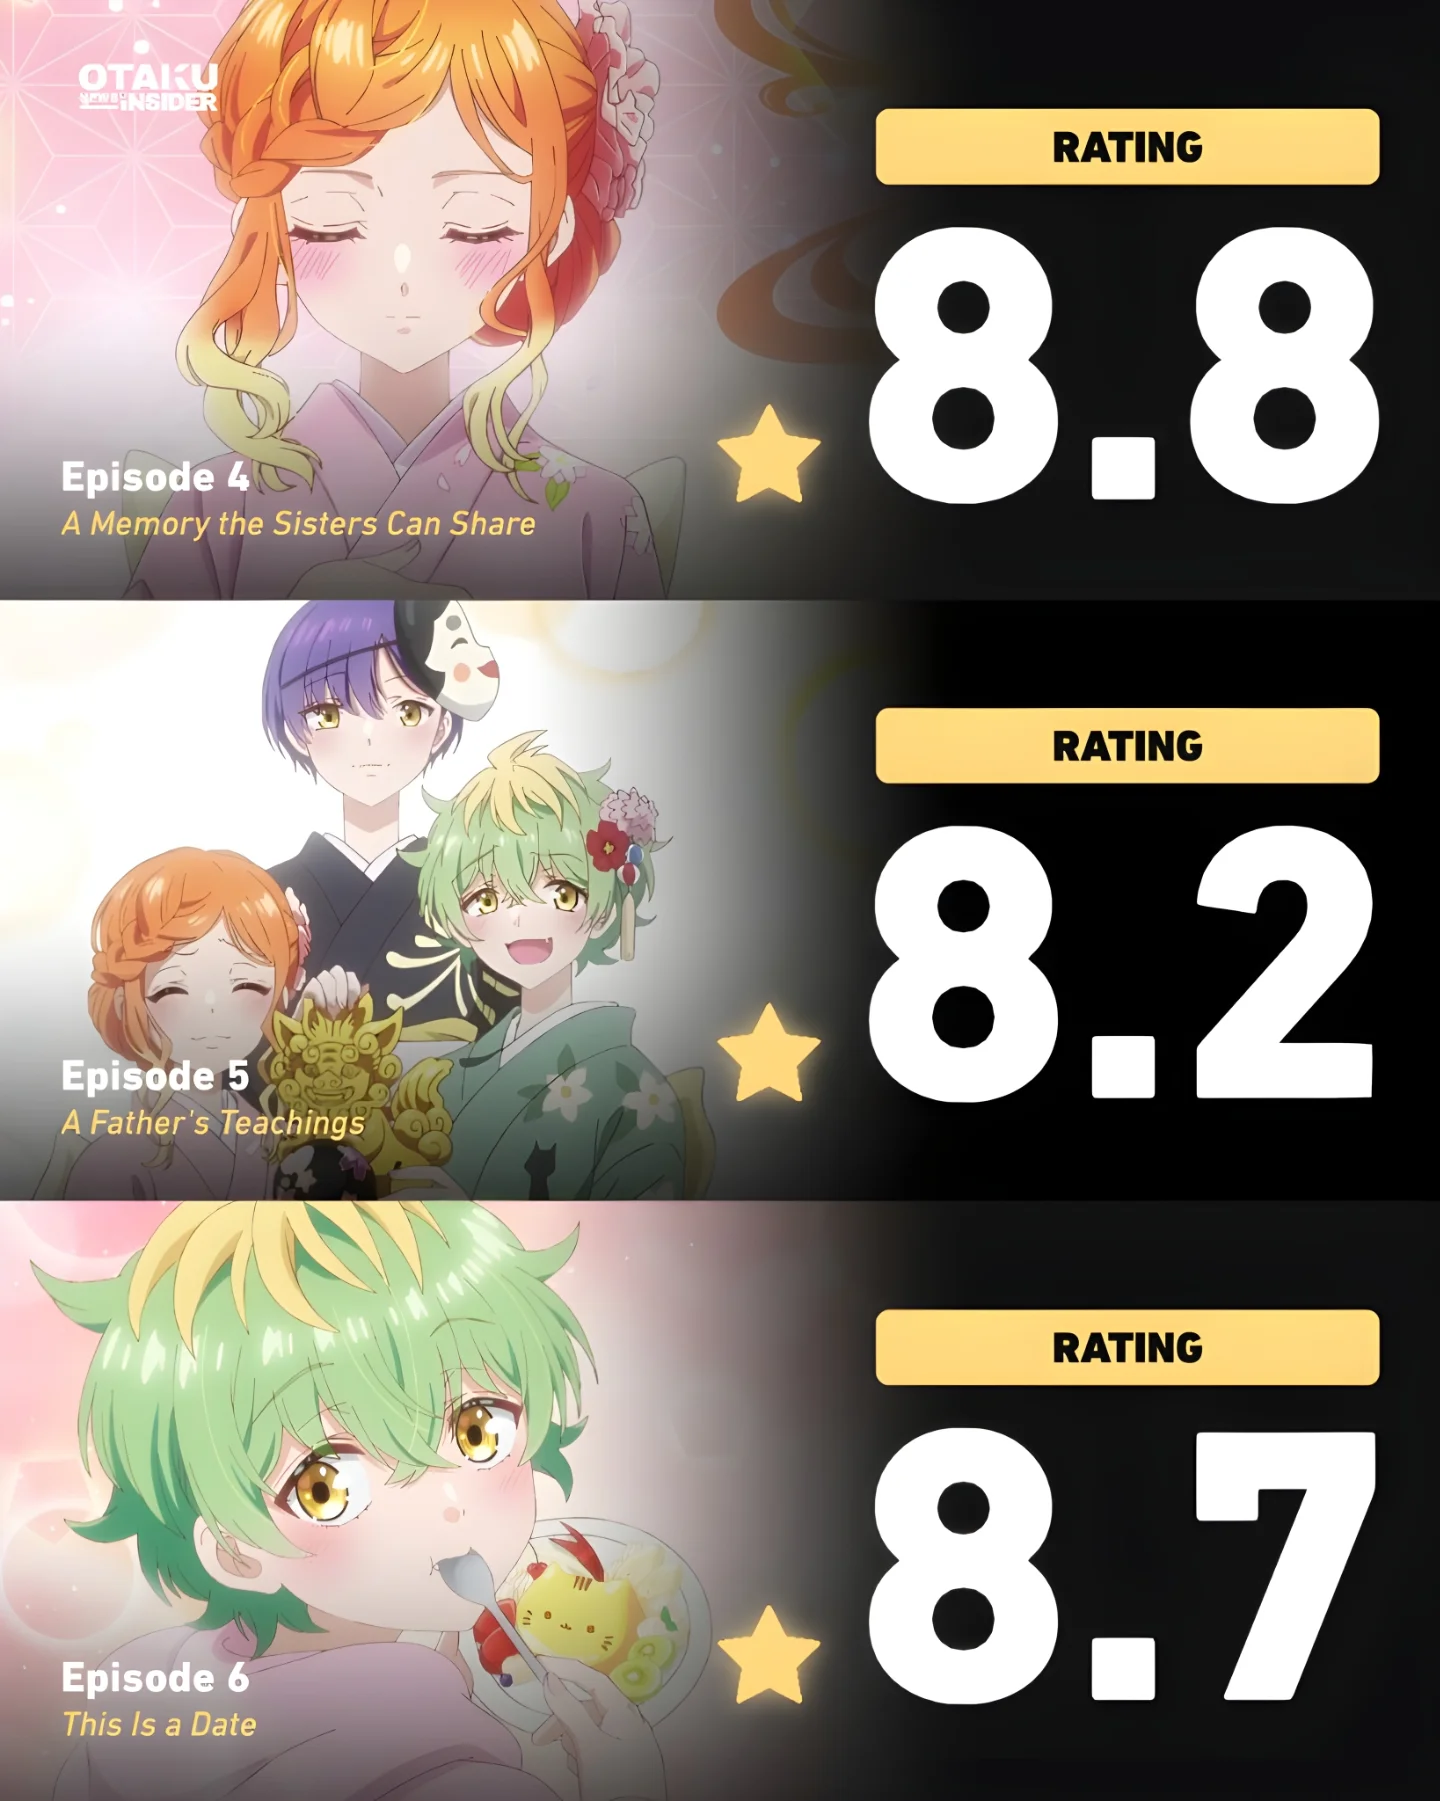 OTAKU
NEWS INSIDER
RATING
8.8
Episode 4
A Memory the Sisters Can Share
RATING
8.2
Episode 5
A Father's Teachings
RATING
8.7
Episode 6
This Is a Date